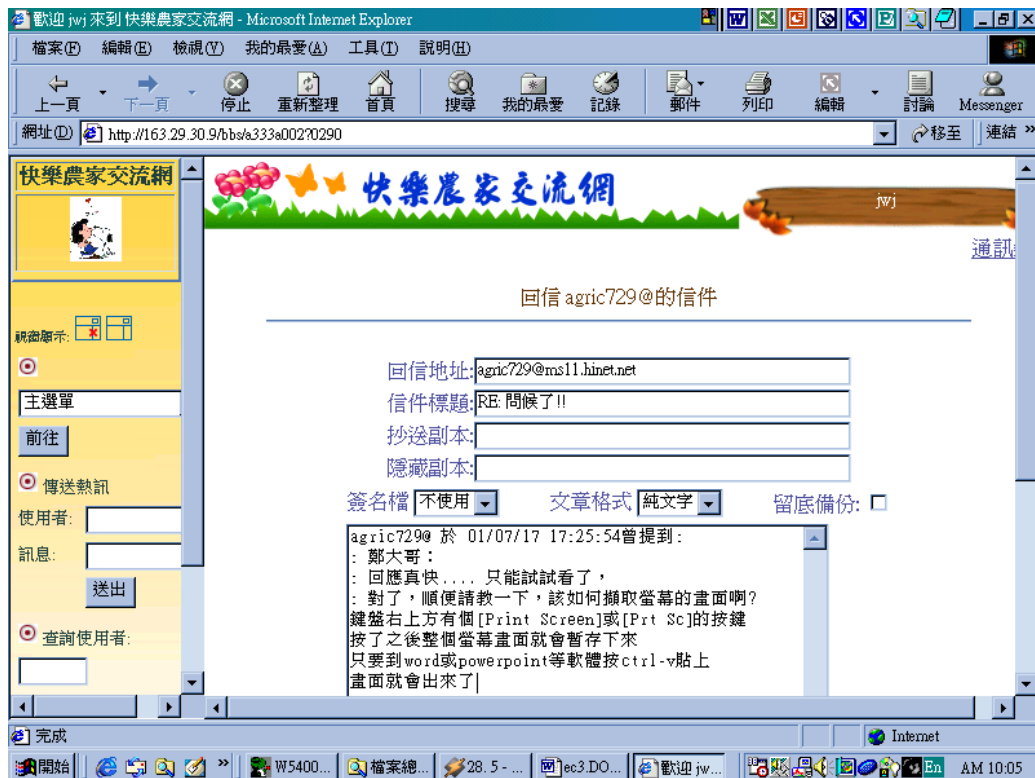 歡迎 jwj 來到 快樂農家交流網 - Microsoft Internet Explorer
檔案(F) 編輯(E) 檢視(V) 我的最愛(A) 工具(T) 說明(H)
上一頁 下一頁 停止 重新整理 首頁 搜尋 我的最愛 記錄 郵件 列印 編輯 討論 Messenger
網址(D) http://163.29.30.9/bbs/a333a002?0290 移至 連結 »
快樂農家交流網
視窗顯示:
主選單
前往
傳送熱訊
使用者:
訊息:
送出
查詢使用者:
快樂農家交流網
jwj
通訊
回信 agric729@的信件
回信地址: agric729@ms11.hinet.net
信件標題: RE: 問候了!!
抄送副本:
隱藏副本:
簽名檔 不使用 文章格式 純文字 留底備份:
agric729@ 於 01/07/17 17:25:54曾提到:
: 鄭大哥：
: 回應真快.... 只能試試看了，
: 對了，順便請教一下，該如何擷取螢幕的畫面啊?
鍵盤右上方有個[Print Screen]或[Prt Sc]的按鍵
按了之後整個螢幕畫面就會暫存下來
只要到word或powerpoint等軟體按ctrl-v貼上
畫面就會出來了
完成 Internet
開始 » W5400... 檔案總... 28. 5 - ... ec3.DO... 歡迎 jw... En AM 10:05